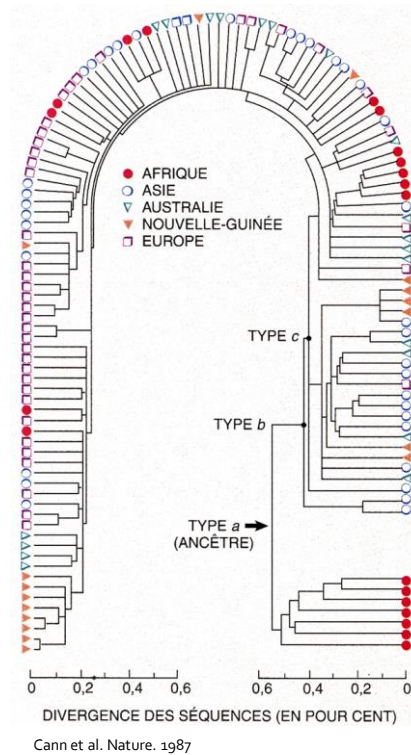 AFRIQUE
ASIE
AUSTRALIE
NOUVELLE-GUINÉE
EUROPE
TYPE c
TYPE b
TYPE a
(ANCÊTRE)
0 0,2 0,4 0,6 0,6 0,4 0,2 0
DIVERGENCE DES SÉQUENCES (EN POUR CENT)
Cann et al. Nature. 1987